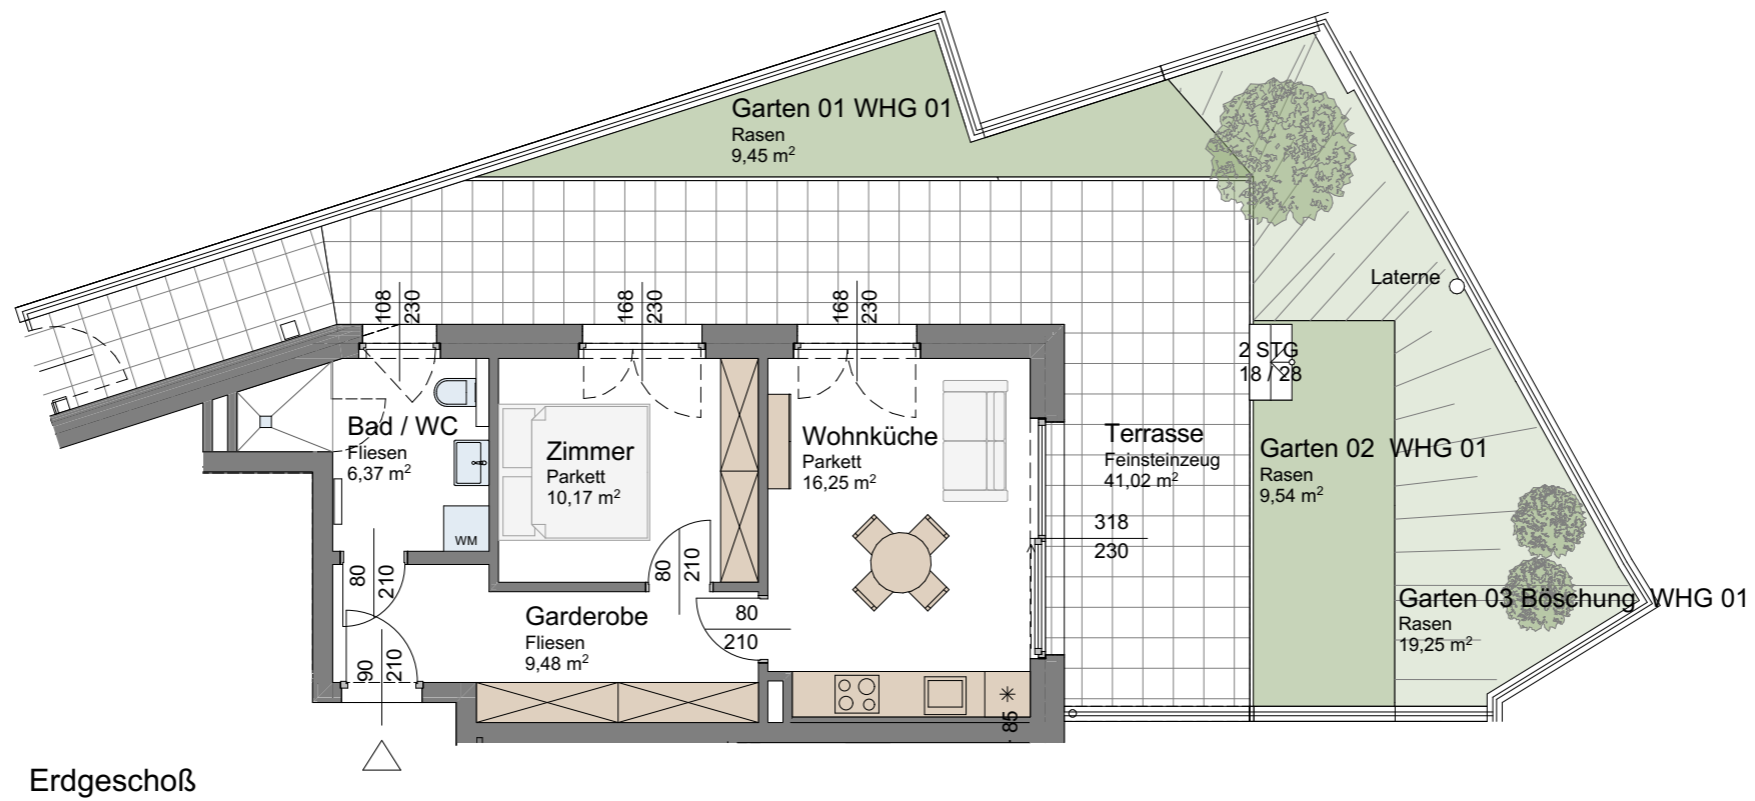 Garten 01 WHG 01
Rasen
9,45 m²
Laterne
108
230
168
230
168
230
2 STG
18 / 28
Bad / WC
Fliesen
6,37 m²
Zimmer
Parkett
10,17 m²
Wohnküche
Parkett
16,25 m²
Terrasse
Feinsteinzeug
41,02 m²
Garten 02 WHG 01
Rasen
9,54 m²
318
230
WM
80
210
80
210
Garderobe
Fliesen
9,48 m²
80
210
Garten 03 Böschung WHG 01
Rasen
19,25 m²
90
210
85
Erdgeschoß